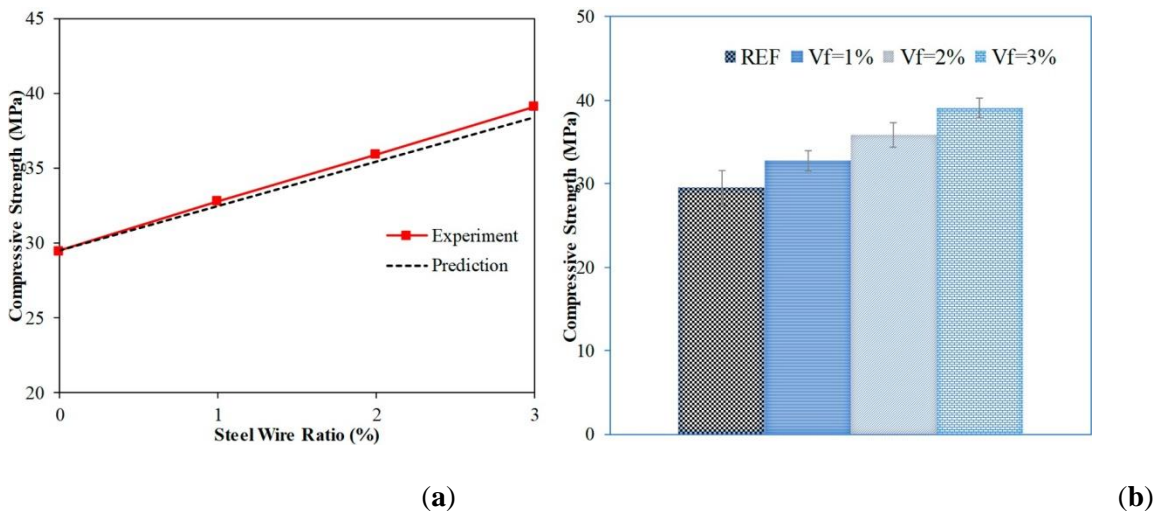 45
40
35
30
25
20
Compressive Strength (MPa)
Experiment
Prediction
0 1 2 3
Steel Wire Ratio (%)
(a)
50
40
30
20
10
0
Compressive Strength (MPa)
REF Vf=1% Vf=2% Vf=3%
(b)